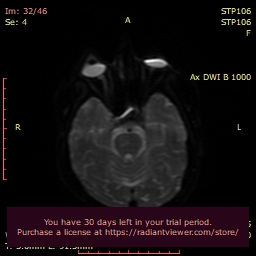 Im: 32/46
Se: 4
A
STP106
STP106
F
Ax DWI B 1000
R
L
You have 30 days left in your trial period.
Purchase a license at https://radiantviewer.com/store/